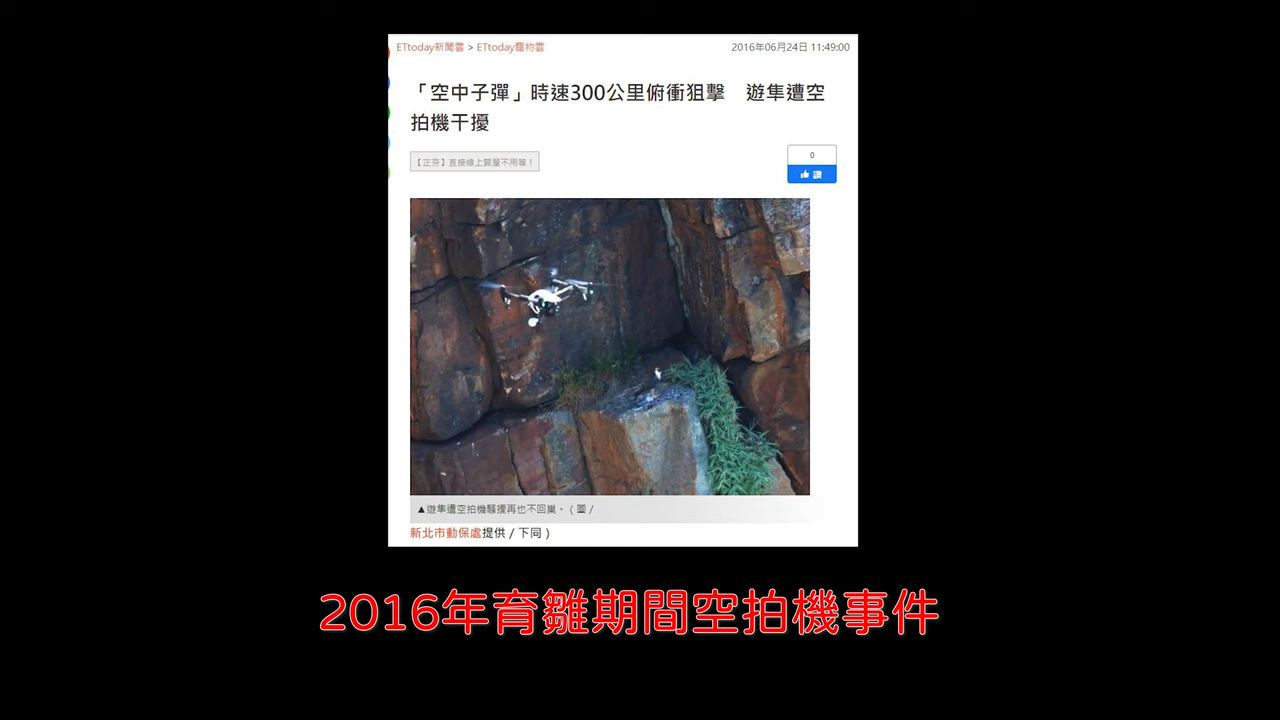 ETtoday新聞雲 > ETtoday寵物雲
2016年06月24日 11:49:00
「空中子彈」時速300公里俯衝狙擊　遊隼遭空
拍機干擾
【正夯】直接線上賞屋不用等！
0
讚
▲遊隼遭空拍機騷擾再也不回巢。（圖／
新北市動保處提供／下同）
2016年育雛期間空拍機事件